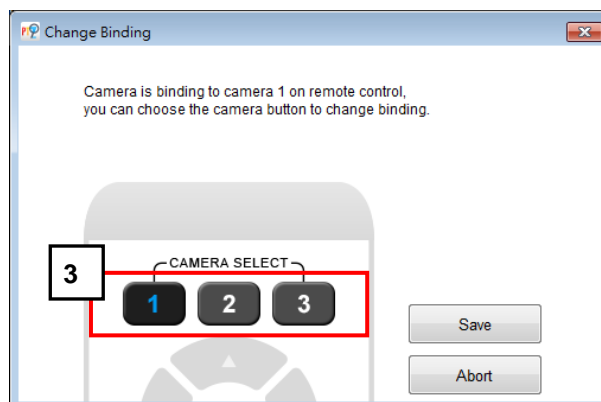 Change Binding
Camera is binding to camera 1 on remote control,
you can choose the camera button to change binding.
3
CAMERA SELECT
1 2 3
Save
Abort